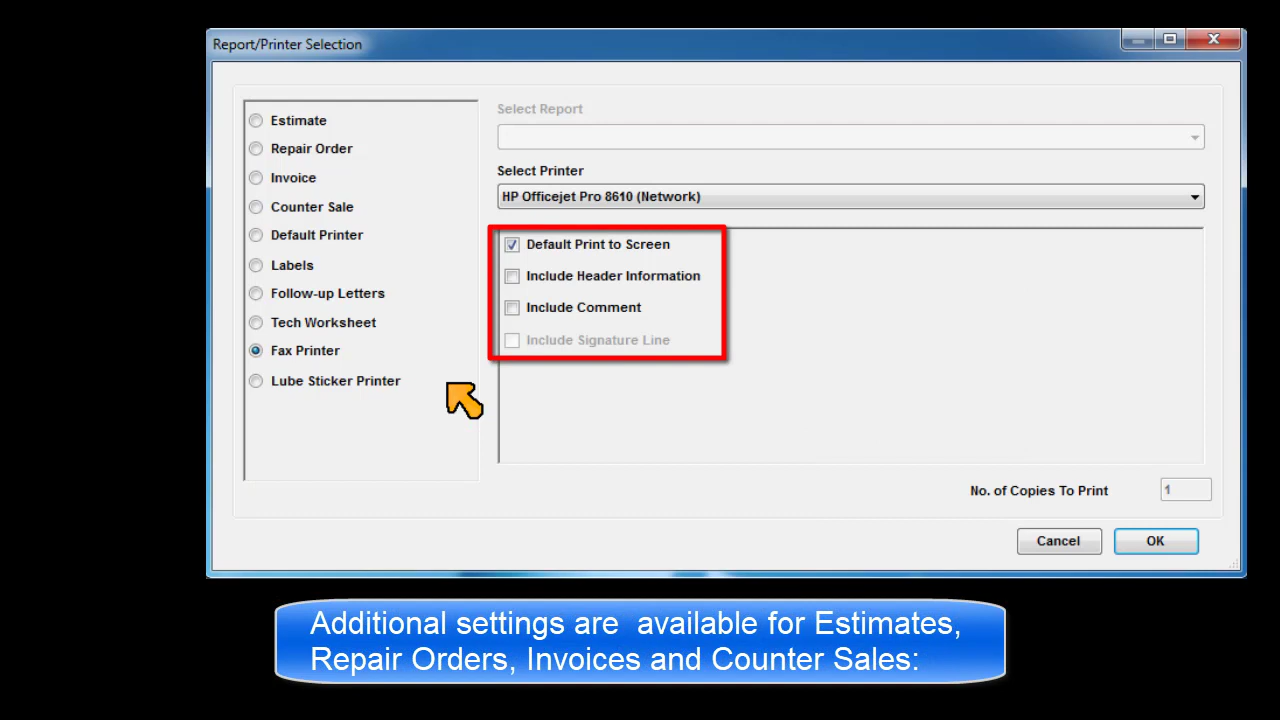 Report/Printer Selection
Estimate
Repair Order
Invoice
Counter Sale
Default Printer
Labels
Follow-up Letters
Tech Worksheet
Fax Printer
Lube Sticker Printer
Select Report
Select Printer
HP Officejet Pro 8610 (Network)
Default Print to Screen
Include Header Information
Include Comment
Include Signature Line
No. of Copies To Print 1
Cancel OK
Additional settings are  available for Estimates,
Repair Orders, Invoices and Counter Sales: